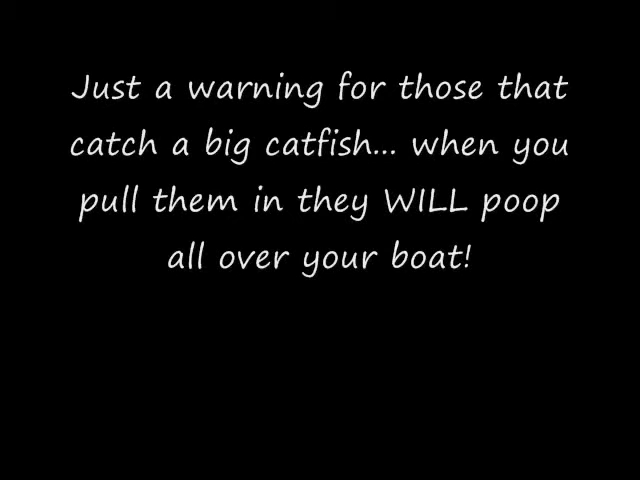 Just a warning for those that
catch a big catfish... when you
pull them in they WILL poop
all over your boat!